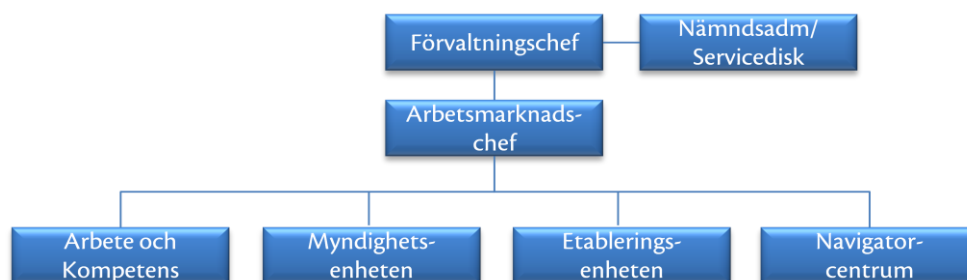 Förvaltningschef
Nämndsadm/
Servicedisk
Arbetsmarknads-
chef
Arbete och
Kompetens
Myndighets-
enheten
Etablerings-
enheten
Navigator-
centrum